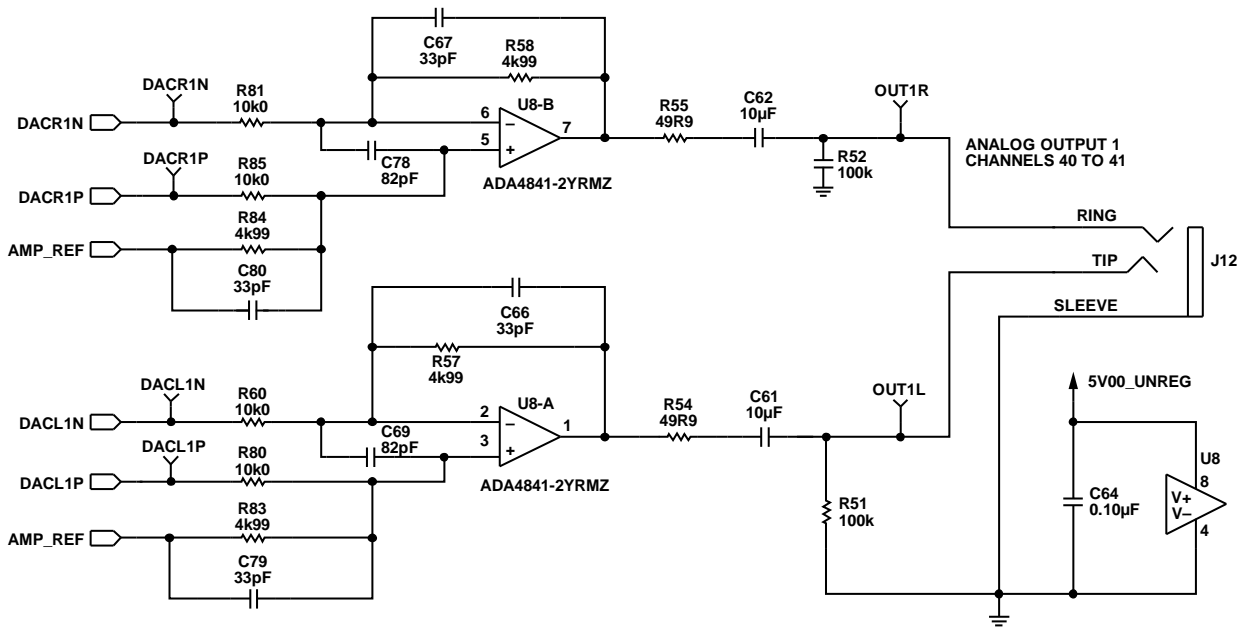 C67
33pF
R58
4k99
DACR1N
R81
10k0
DACR1N
U8-B
6
7
5
C78
82pF
ADA4841-2YRMZ
R55
49R9
C62
10µF
OUT1R
R52
100k
ANALOG OUTPUT 1
CHANNELS 40 TO 41
DACR1P
R85
10k0
DACR1P
R84
4k99
AMP_REF
C80
33pF
RING
TIP
SLEEVE
J12
C66
33pF
R57
4k99
DACL1N
R60
10k0
DACL1N
U8-A
2
1
3
C69
82pF
ADA4841-2YRMZ
R54
49R9
C61
10µF
OUT1L
R51
100k
DACL1P
R80
10k0
DACL1P
R83
4k99
AMP_REF
C79
33pF
5V00_UNREG
C64
0.10µF
U8
8
V+
V–
4